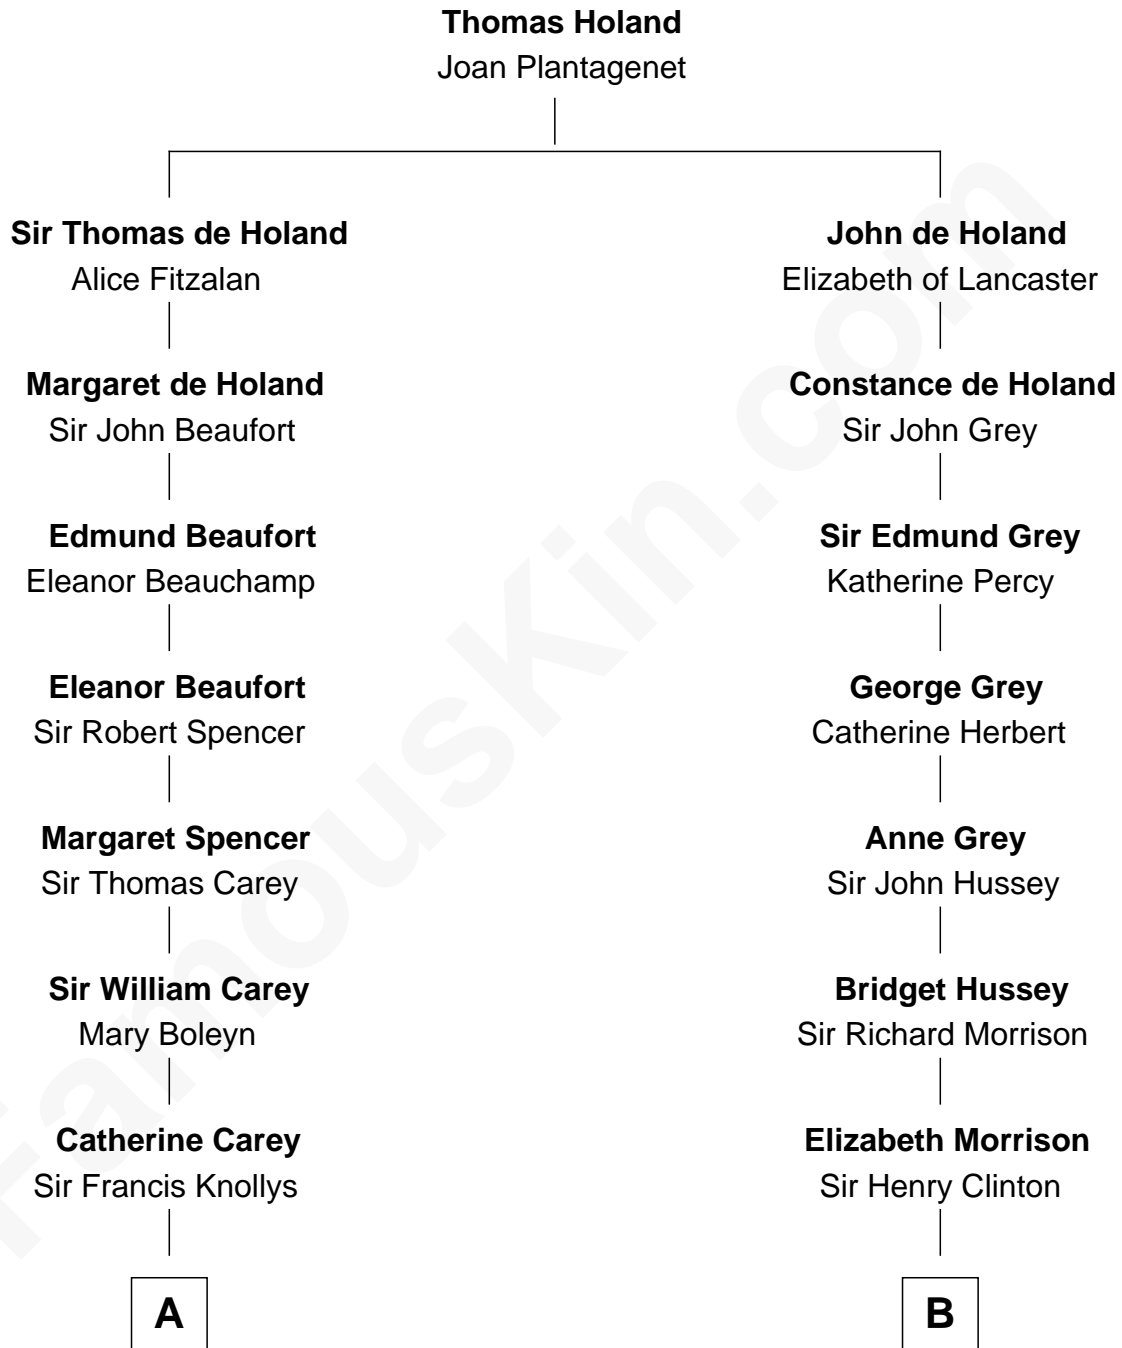 Thomas Holand
Joan Plantagenet
Sir Thomas de Holand
Alice Fitzalan
John de Holand
Elizabeth of Lancaster
Margaret de Holand
Sir John Beaufort
Constance de Holand
Sir John Grey
Edmund Beaufort
Eleanor Beauchamp
Sir Edmund Grey
Katherine Percy
Eleanor Beaufort
Sir Robert Spencer
George Grey
Catherine Herbert
Margaret Spencer
Sir Thomas Carey
Anne Grey
Sir John Hussey
Sir William Carey
Mary Boleyn
Bridget Hussey
Sir Richard Morrison
Catherine Carey
Sir Francis Knollys
Elizabeth Morrison
Sir Henry Clinton
A
B
FamousKin.com